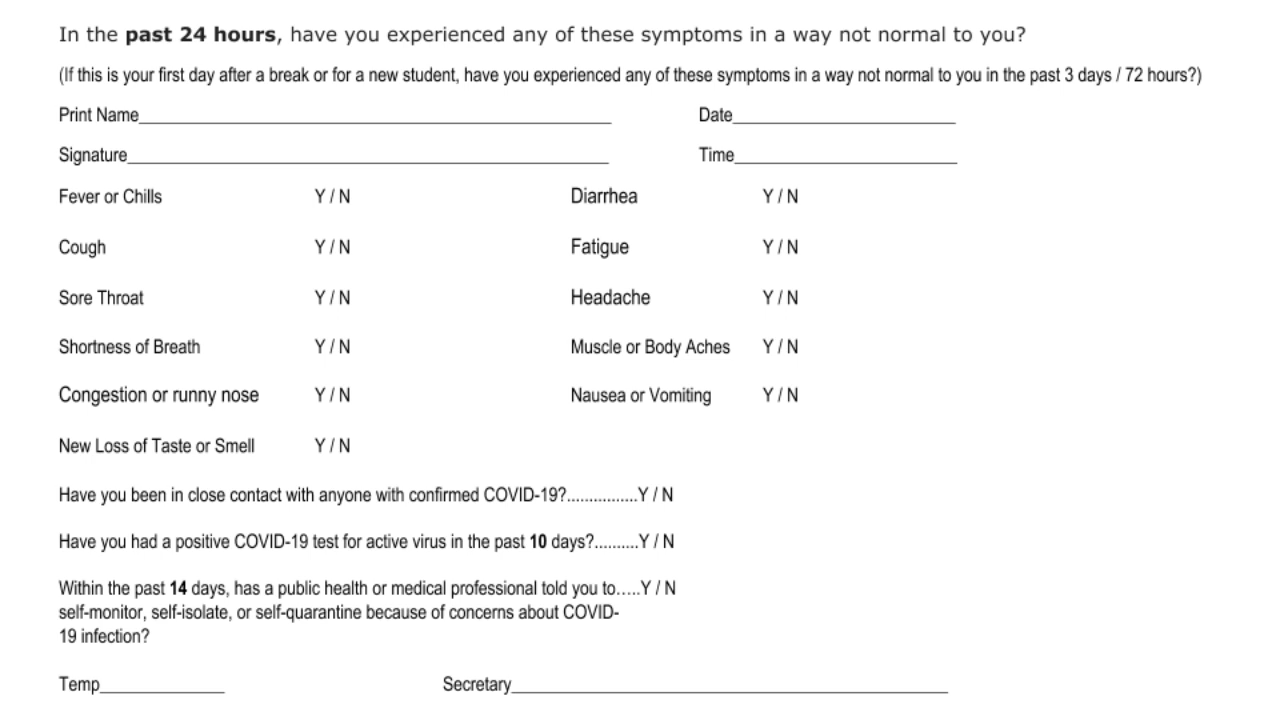 In the past 24 hours, have you experienced any of these symptoms in a way not normal to you?
(If this is your first day after a break or for a new student, have you experienced any of these symptoms in a way not normal to you in the past 3 days / 72 hours?)
Print Name_______________________________________________ Date______________________
Signature________________________________________________ Time______________________
Fever or Chills Y / N Diarrhea Y / N
Cough Y / N Fatigue Y / N
Sore Throat Y / N Headache Y / N
Shortness of Breath Y / N Muscle or Body Aches Y / N
Congestion or runny nose Y / N Nausea or Vomiting Y / N
New Loss of Taste or Smell Y / N
Have you been in close contact with anyone with confirmed COVID-19?...............Y / N
Have you had a positive COVID-19 test for active virus in the past 10 days?..........Y / N
Within the past 14 days, has a public health or medical professional told you to…..Y / N
self-monitor, self-isolate, or self-quarantine because of concerns about COVID-
19 infection?
Temp____________ Secretary___________________________________________